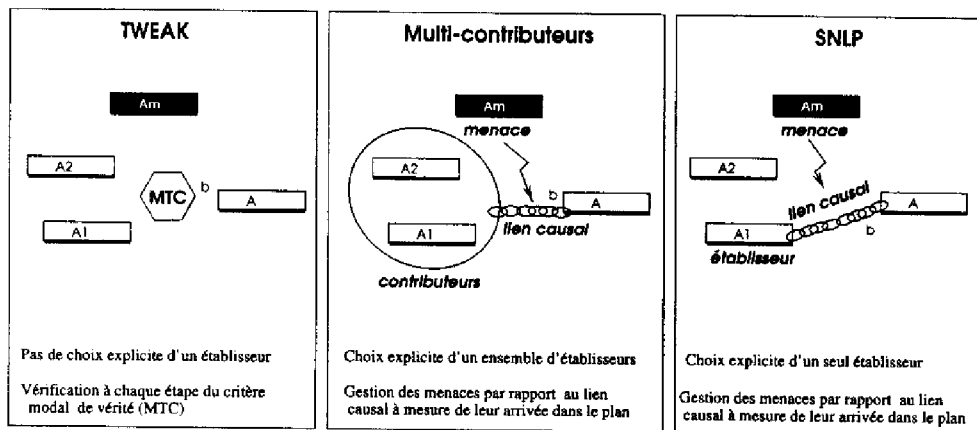 TWEAK
Am
A2
MTC
b
A
A1
Pas de choix explicite d'un établisseur
Vérification à chaque étape du critère
modal de vérité (MTC)
Multi-contributeurs
Am
menace
A2
b
A
A1
lien causal
contributeurs
Choix explicite d'un ensemble d'établisseurs
Gestion des menaces par rapport au lien
causal à mesure de leur arrivée dans le plan
SNLP
Am
menace
A2
lien causal
A
A1
b
établisseur
Choix explicite d'un seul établisseur
Gestion des menaces par rapport au lien
causal à mesure de leur arrivée dans le plan